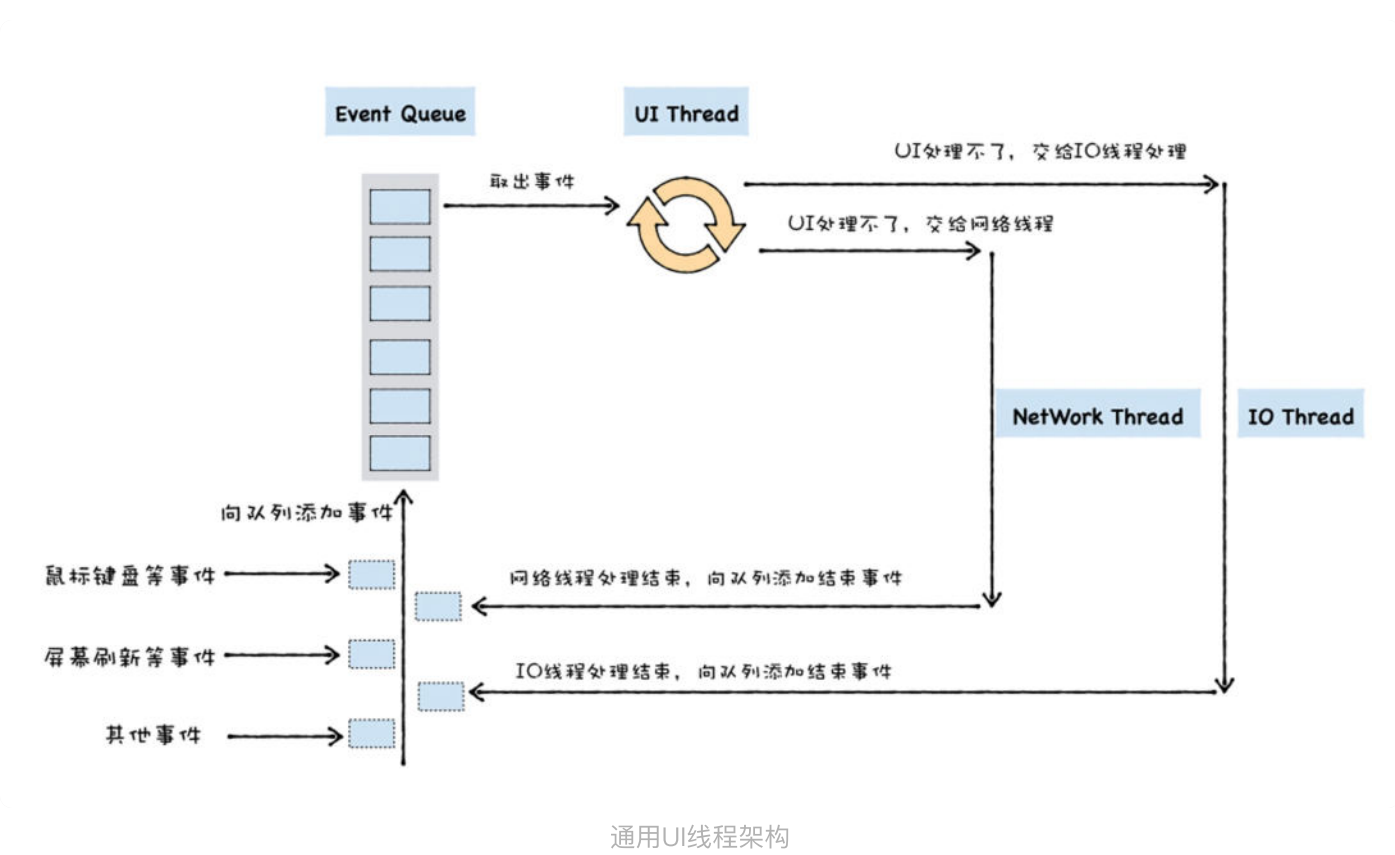 Event Queue
UI Thread
UI处理不了，交给IO线程处理
取出事件
UI处理不了，交给网络线程
NetWork Thread
IO Thread
向队列添加事件
鼠标键盘等事件
网络线程处理结束，向队列添加结束事件
屏幕刷新等事件
IO线程处理结束，向队列添加结束事件
其他事件
通用UI线程架构